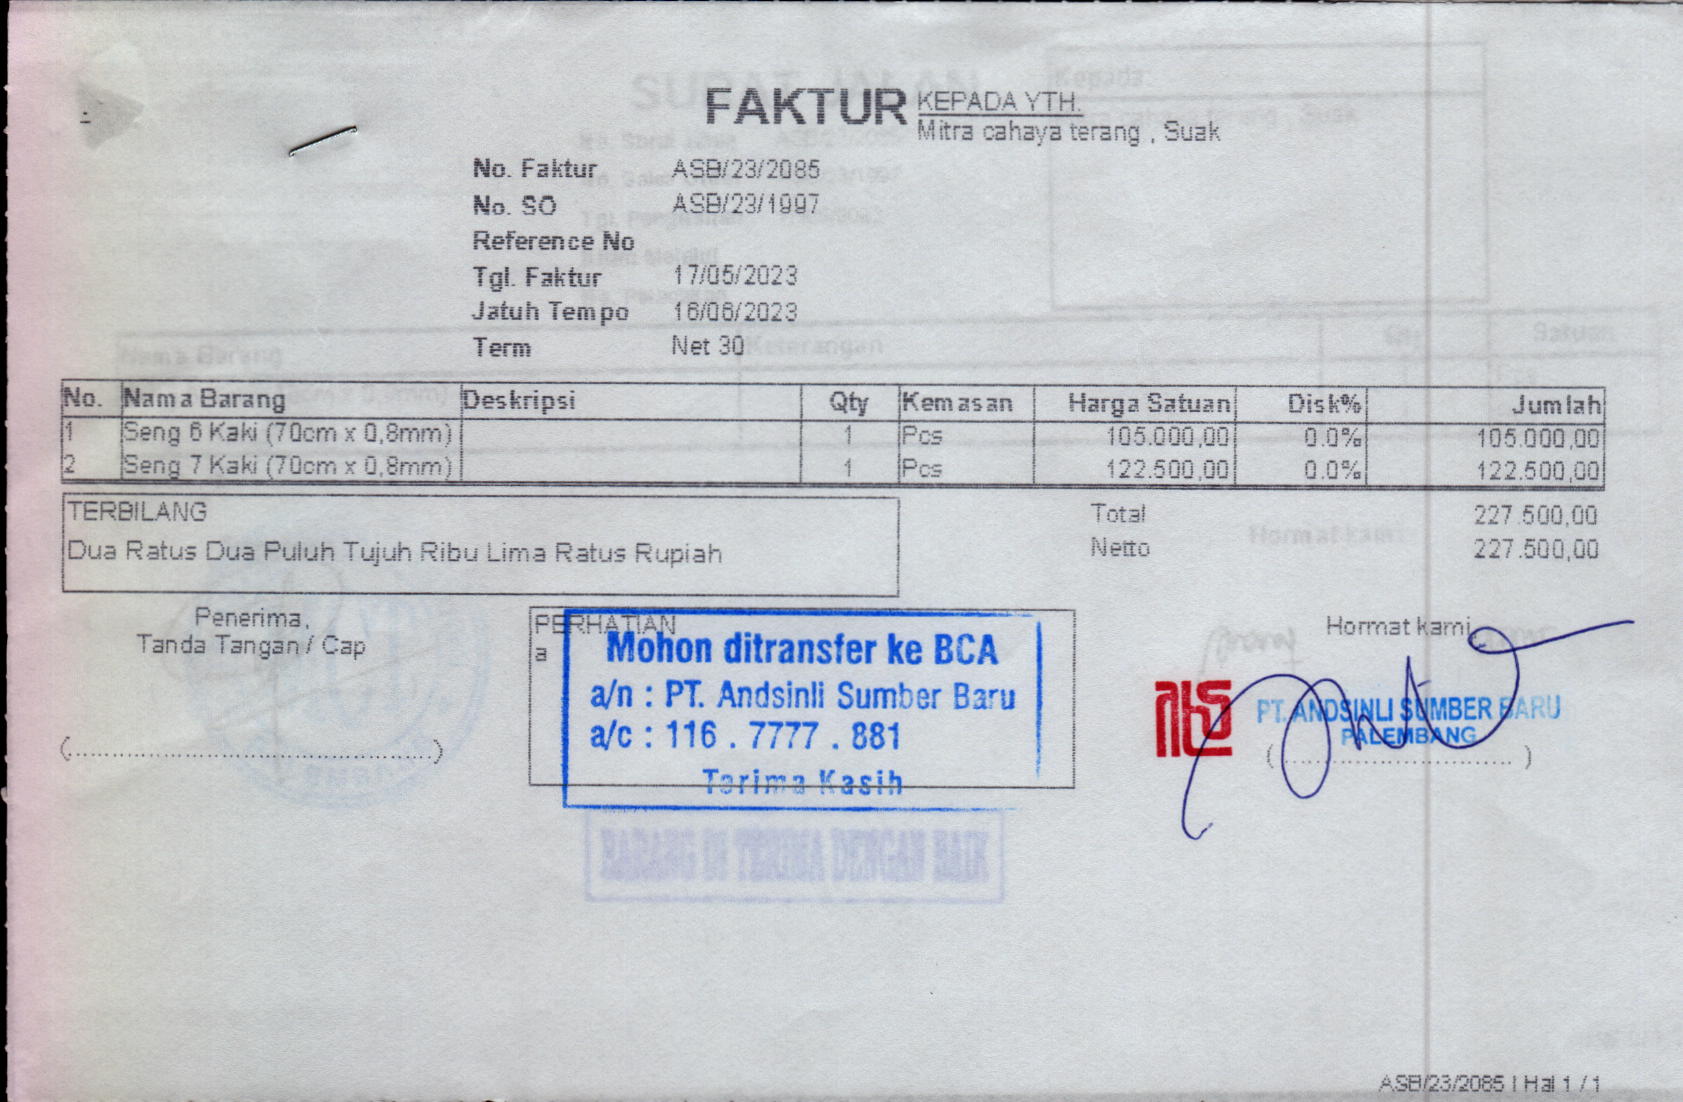 FAKTUR
KEPADA YTH.
Mitra cahaya terang , Suak
No. Faktur ASB/23/2085
No. SO ASB/23/1997
Reference No
Tgl. Faktur 17/05/2023
Jatuh Tempo 16/06/2023
Term Net 30
No. Nama Barang Deskripsi Qty Kemasan Harga Satuan Disk% Jumlah
1 Seng 6 Kaki (70cm x 0,8mm) 1 Pcs 105.000,00 0.0% 105.000,00
2 Seng 7 Kaki (70cm x 0,8mm) 1 Pcs 122.500,00 0.0% 122.500,00
TERBILANG
Dua Ratus Dua Puluh Tujuh Ribu Lima Ratus Rupiah
Total 227.500,00
Netto 227.500,00
Penerima,
Tanda Tangan / Cap
(..................................................)
PERHATIAN
a
Mohon ditransfer ke BCA
a/n : PT. Andsinli Sumber Baru
a/c : 116 . 7777 . 881
Terima Kasih
BARANG DI TERIMA DENGAN BAIK
Hormat kami,
PT. ANDSINLI SUMBER BARU
PALEMBANG
(................................)
ASB/23/2085 | Hal 1 / 1